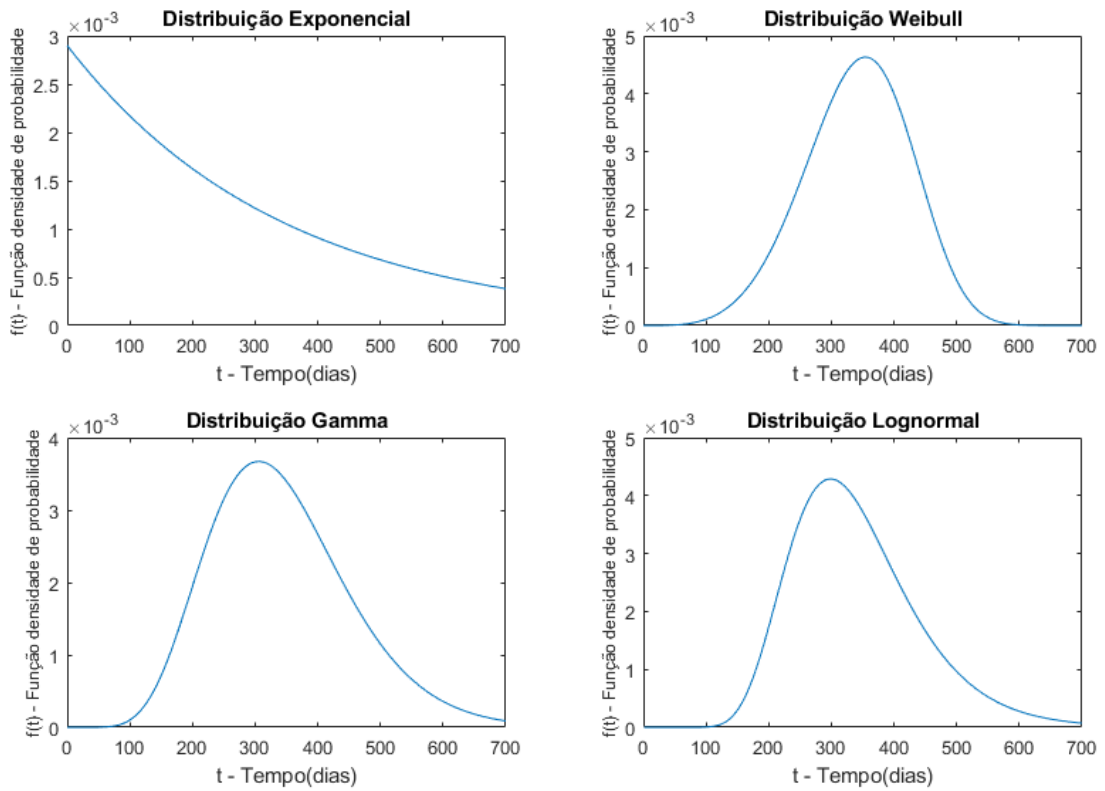 Distribuição Exponencial
×10-3
f(t) - Função densidade de probabilidade
3
2.5
2
1.5
1
0.5
0
0 100 200 300 400 500 600 700
t - Tempo(dias)
Distribuição Weibull
×10-3
f(t) - Função densidade de probabilidade
5
4
3
2
1
0
0 100 200 300 400 500 600 700
t - Tempo(dias)
Distribuição Gamma
×10-3
f(t) - Função densidade de probabilidade
4
3
2
1
0
0 100 200 300 400 500 600 700
t - Tempo(dias)
Distribuição Lognormal
×10-3
f(t) - Função densidade de probabilidade
5
4
3
2
1
0
0 100 200 300 400 500 600 700
t - Tempo(dias)